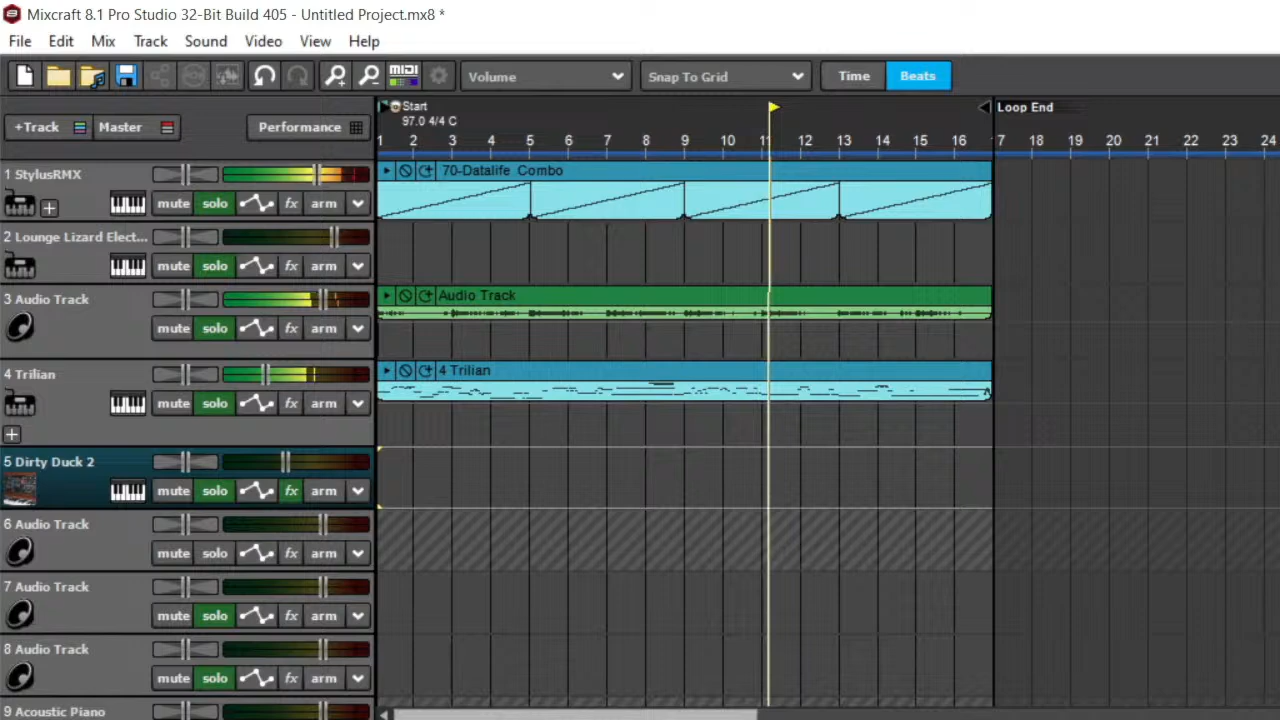 Mixcraft 8.1 Pro Studio 32-Bit Build 405 - Untitled Project.mx8 *
File Edit Mix Track Sound Video View Help
MIDI Volume Snap To Grid Time Beats
+Track Master Performance
Start Loop End
97.0 4/4 C
1 2 3 4 5 6 7 8 9 10 11 12 13 14 15 16 17 18 19 20 21 22 23 24
1 StylusRMX
70-Datalife Combo
mute solo fx arm
2 Lounge Lizard Elect...
mute solo fx arm
3 Audio Track
Audio Track
mute solo fx arm
4 Trilian
4 Trilian
mute solo fx arm
5 Dirty Duck 2
mute solo fx arm
6 Audio Track
mute solo fx arm
7 Audio Track
mute solo fx arm
8 Audio Track
mute solo fx arm
9 Acoustic Piano